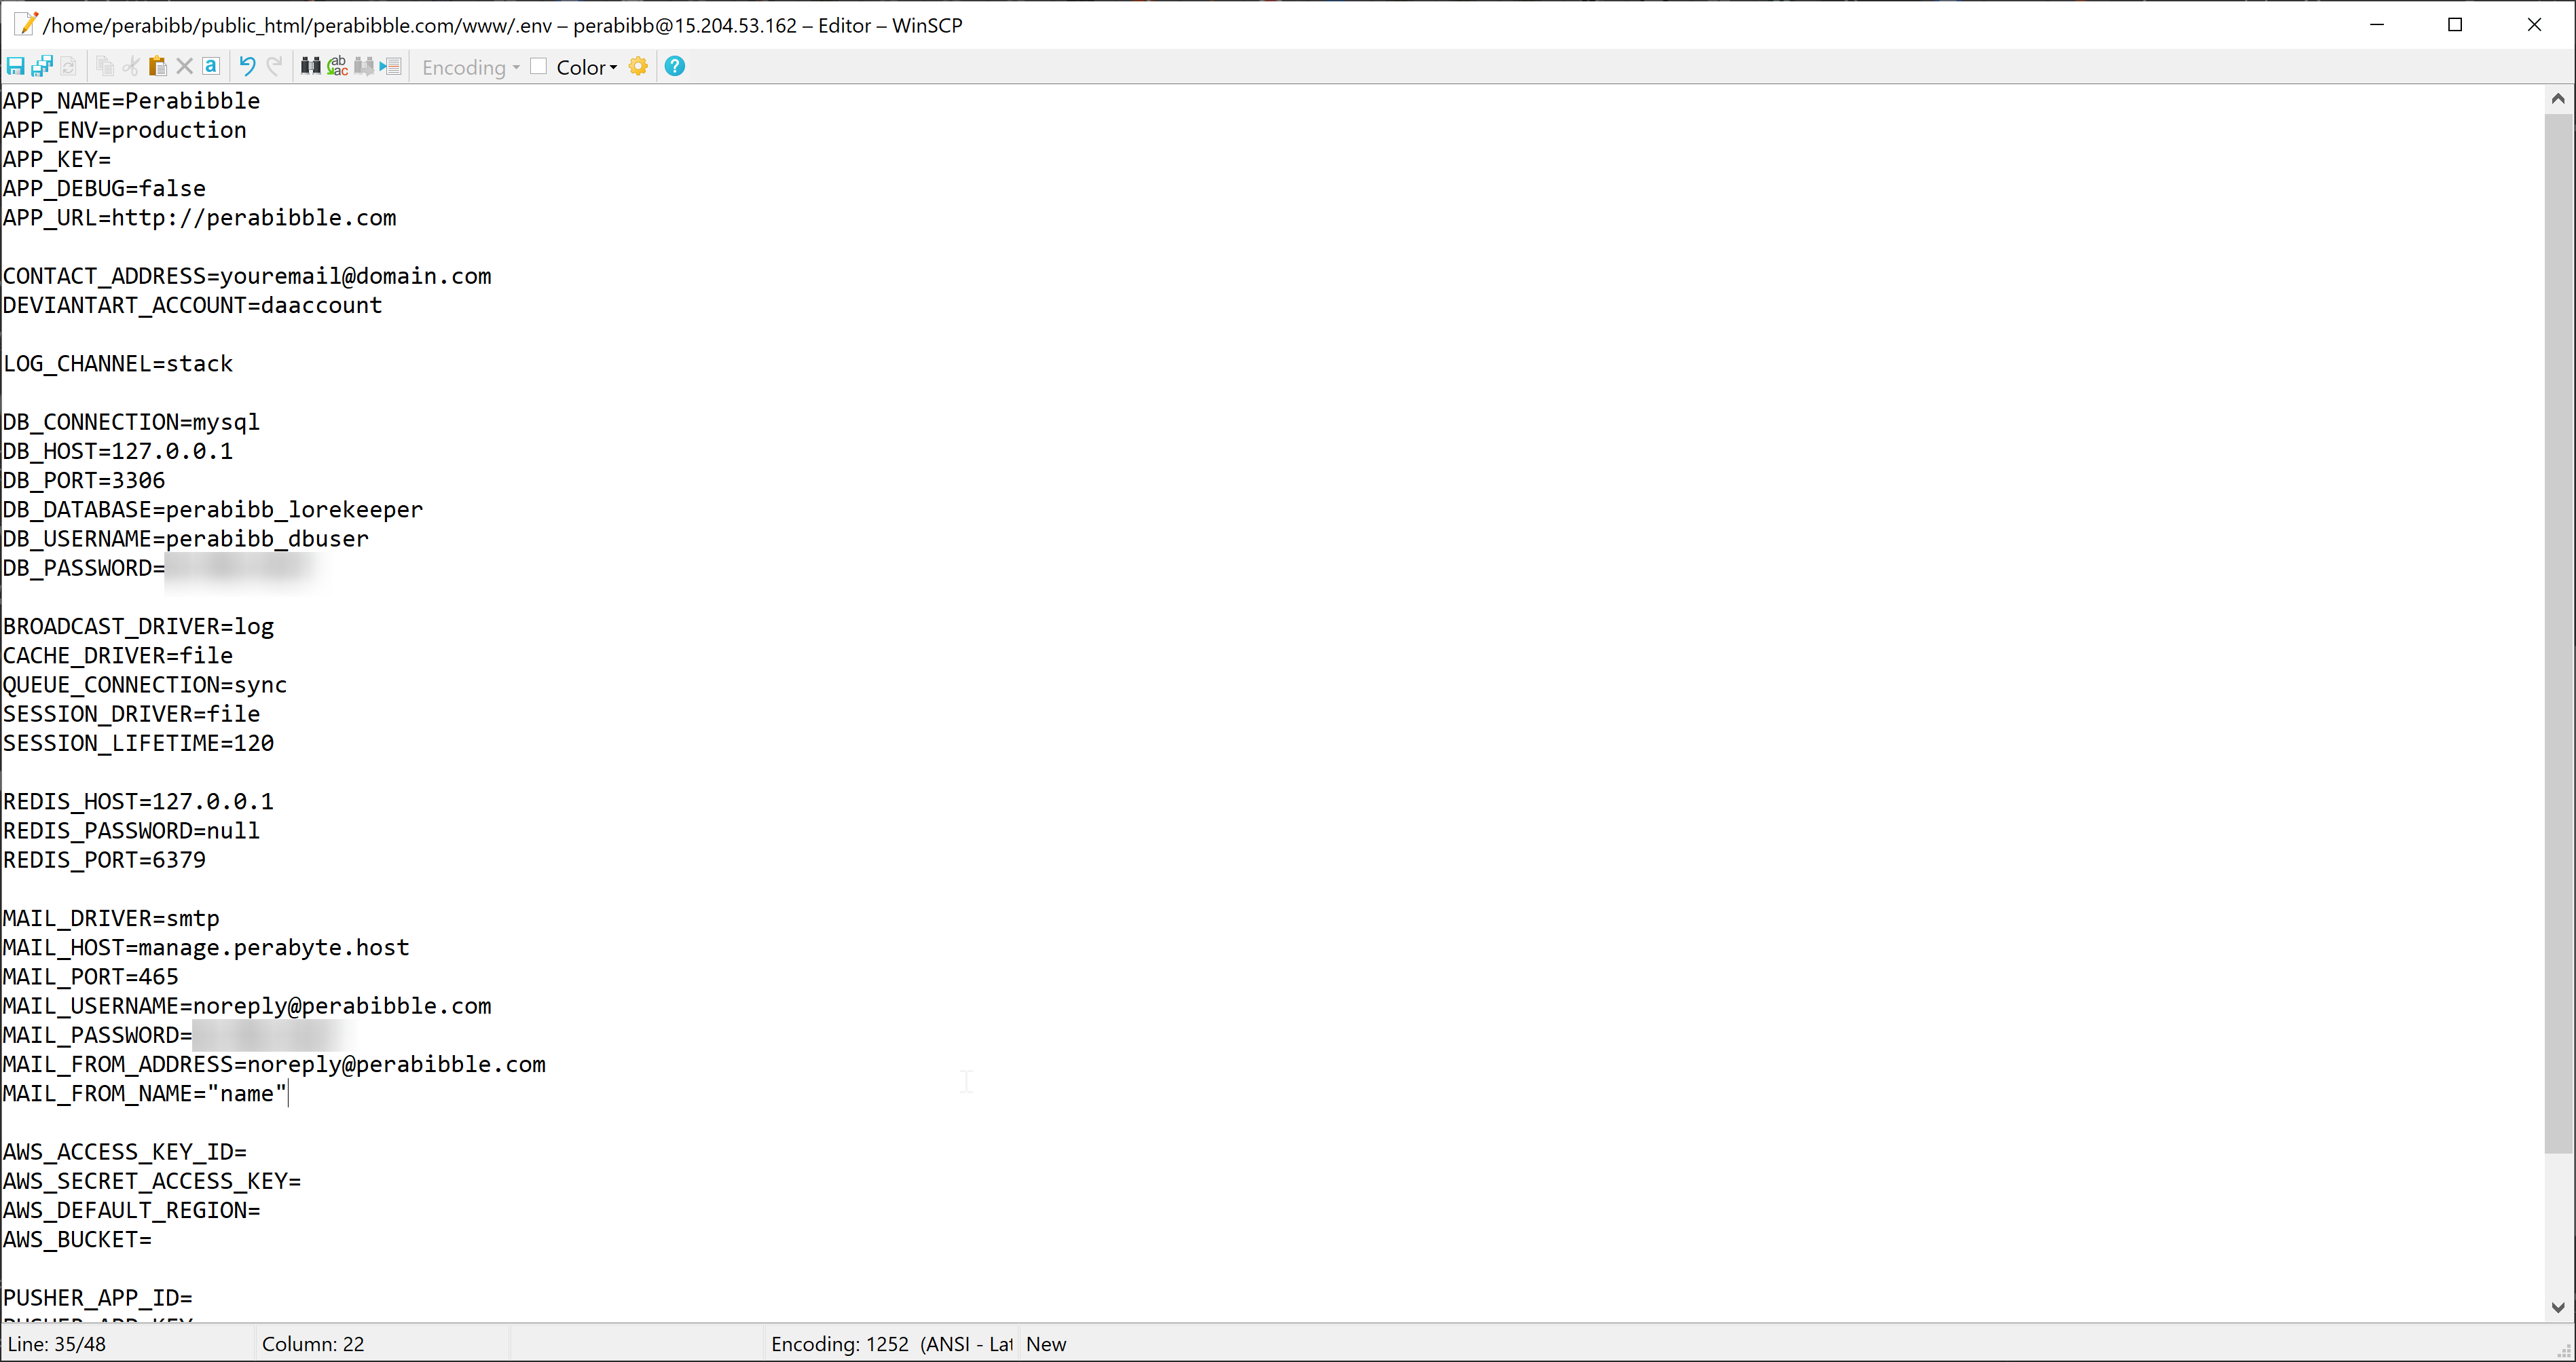 /home/perabibb/public_html/perabibble.com/www/.env – perabibb@15.204.53.162 – Editor – WinSCP
Encoding Color
APP_NAME=Perabibble
APP_ENV=production
APP_KEY=
APP_DEBUG=false
APP_URL=http://perabibble.com
CONTACT_ADDRESS=youremail@domain.com
DEVIANTART_ACCOUNT=daaccount
LOG_CHANNEL=stack
DB_CONNECTION=mysql
DB_HOST=127.0.0.1
DB_PORT=3306
DB_DATABASE=perabibb_lorekeeper
DB_USERNAME=perabibb_dbuser
DB_PASSWORD=
BROADCAST_DRIVER=log
CACHE_DRIVER=file
QUEUE_CONNECTION=sync
SESSION_DRIVER=file
SESSION_LIFETIME=120
REDIS_HOST=127.0.0.1
REDIS_PASSWORD=null
REDIS_PORT=6379
MAIL_DRIVER=smtp
MAIL_HOST=manage.perabyte.host
MAIL_PORT=465
MAIL_USERNAME=noreply@perabibble.com
MAIL_PASSWORD=
MAIL_FROM_ADDRESS=noreply@perabibble.com
MAIL_FROM_NAME="name"
AWS_ACCESS_KEY_ID=
AWS_SECRET_ACCESS_KEY=
AWS_DEFAULT_REGION=
AWS_BUCKET=
PUSHER_APP_ID=
Line: 35/48 Column: 22 Encoding: 1252 (ANSI - Lat New